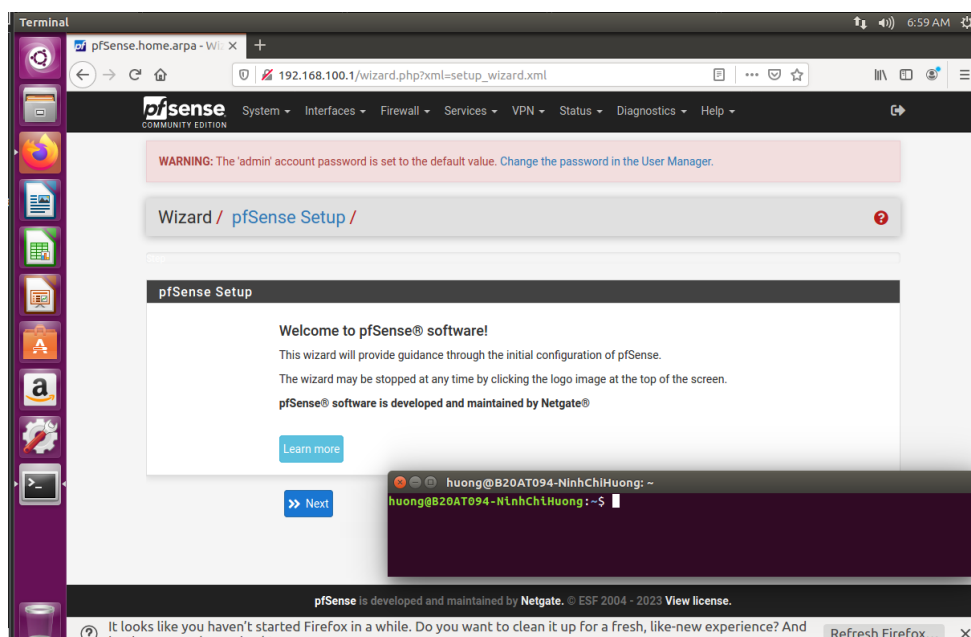 Terminal
6:59 AM
pfSense.home.arpa - Wi
192.168.100.1/wizard.php?xml=setup_wizard.xml
pfsense
COMMUNITY EDITION
System Interfaces Firewall Services VPN Status Diagnostics Help
WARNING: The 'admin' account password is set to the default value. Change the password in the User Manager.
Wizard / pfSense Setup /
pfSense Setup
Welcome to pfSense® software!
This wizard will provide guidance through the initial configuration of pfSense.
The wizard may be stopped at any time by clicking the logo image at the top of the screen.
pfSense® software is developed and maintained by Netgate®
Learn more
Next
huong@B20AT094-NinhChiHuong: ~
huong@B20AT094-NinhChiHuong:~$
pfSense is developed and maintained by Netgate. © ESF 2004 - 2023 View license.
It looks like you haven't started Firefox in a while. Do you want to clean it up for a fresh, like-new experience? And
Refresh Firefox